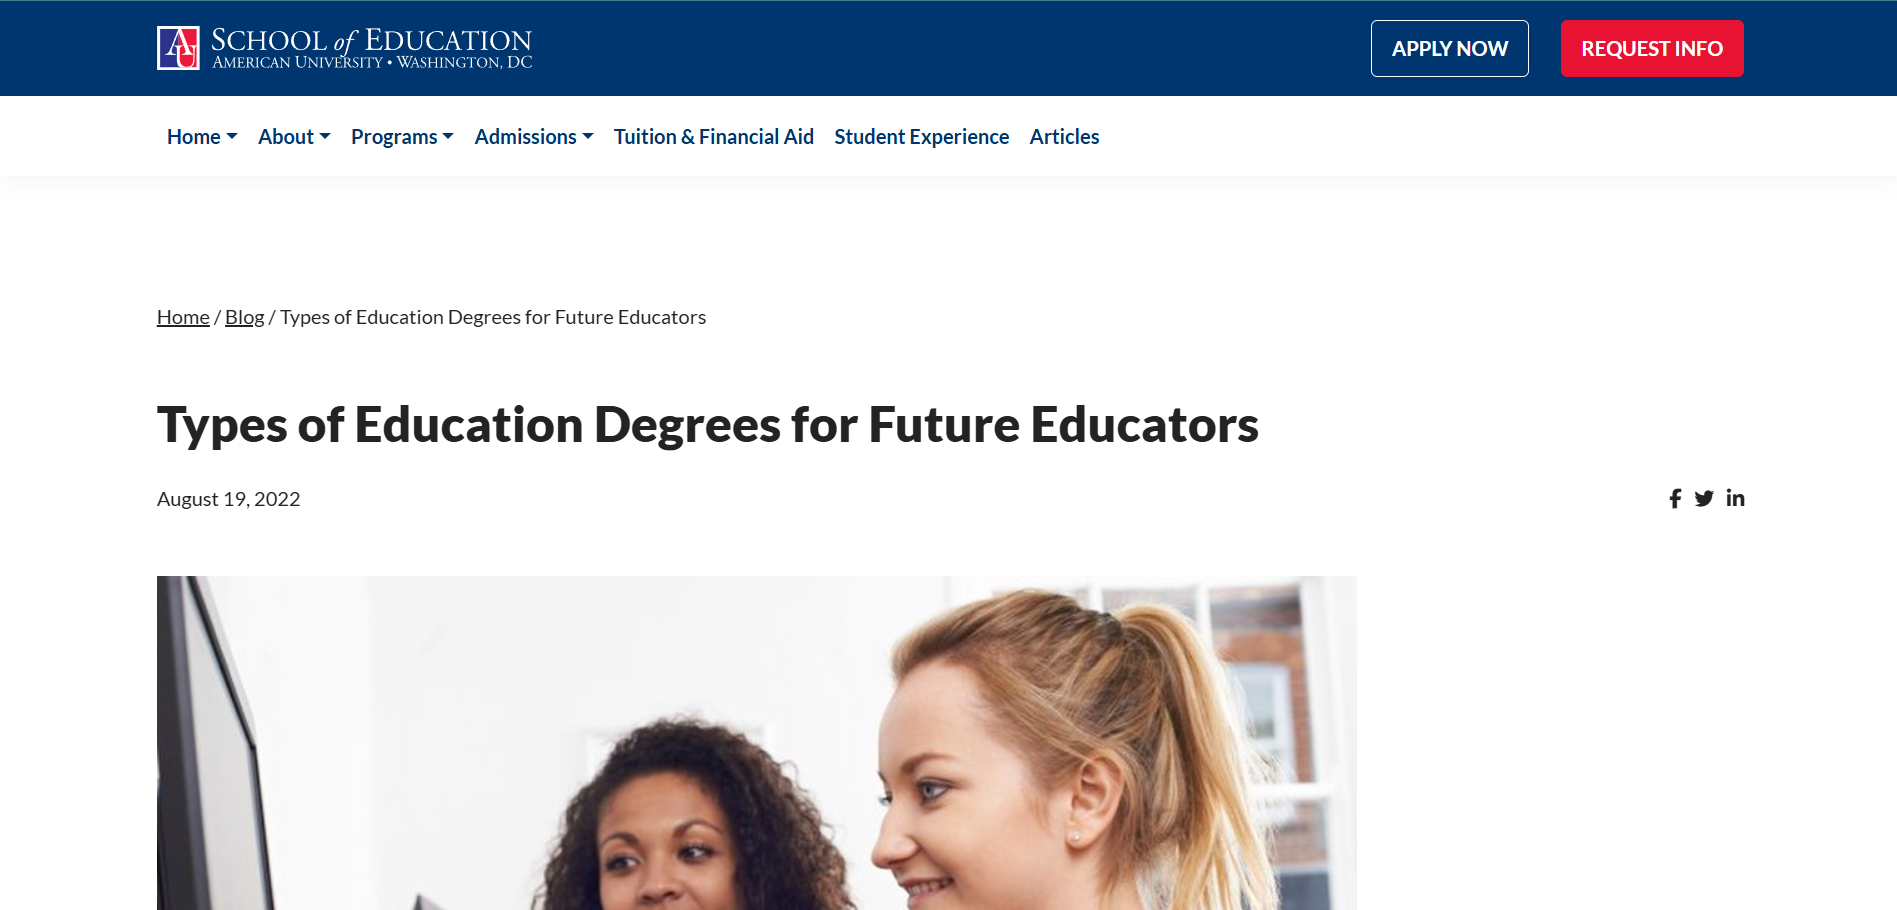 AU
SCHOOL of EDUCATION
AMERICAN UNIVERSITY • WASHINGTON, DC
APPLY NOW
REQUEST INFO
Home
About
Programs
Admissions
Tuition & Financial Aid
Student Experience
Articles
Home / Blog / Types of Education Degrees for Future Educators
Types of Education Degrees for Future Educators
August 19, 2022